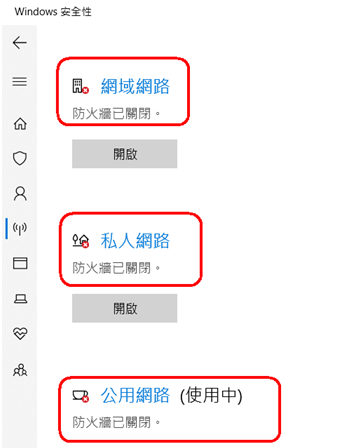 Windows 安全性
網域網路
防火牆已關閉。
開啟
私人網路
防火牆已關閉。
開啟
公用網路 (使用中)
防火牆已關閉。